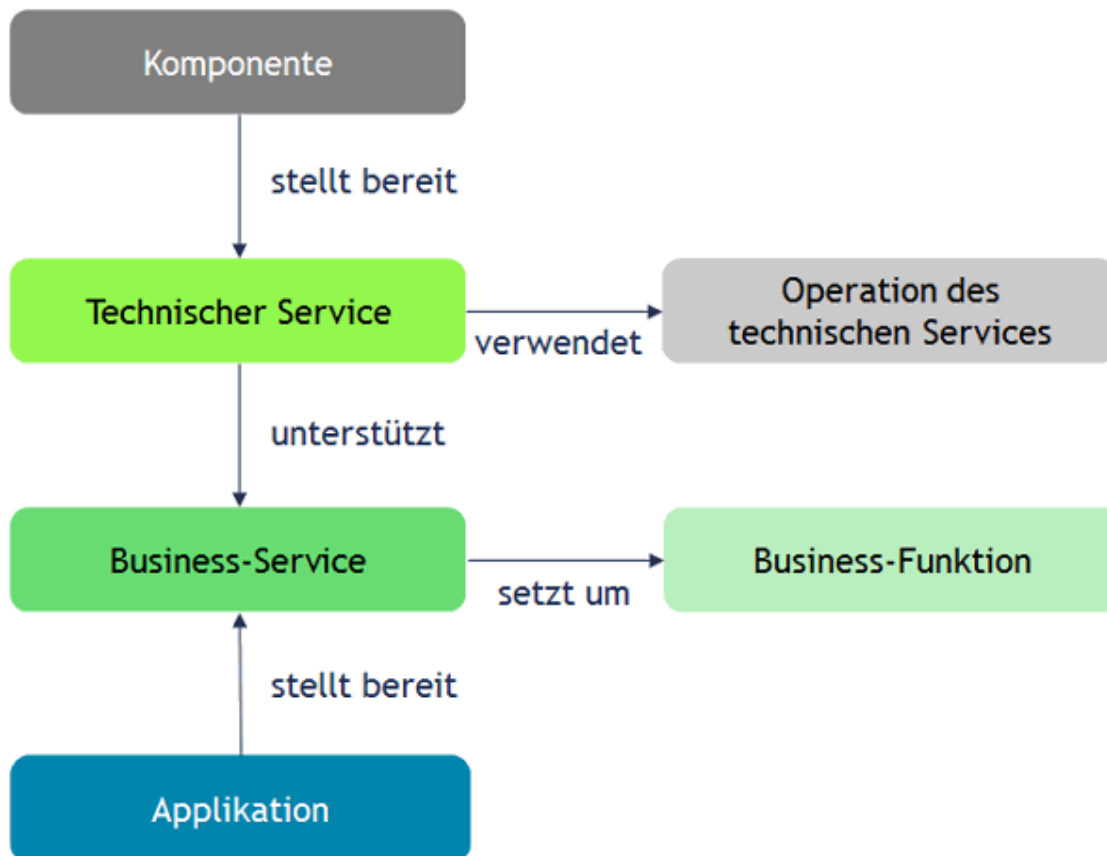 Komponente
stellt bereit
Technischer Service
verwendet
Operation des
technischen Services
unterstützt
Business-Service
setzt um
Business-Funktion
stellt bereit
Applikation